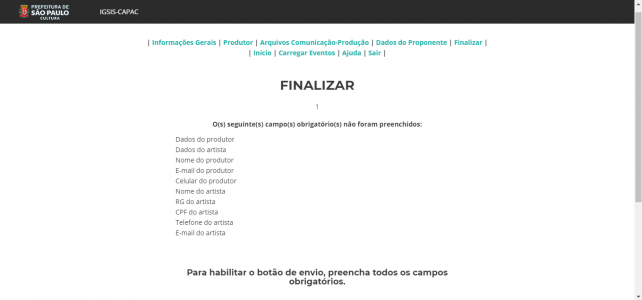 PREFEITURA DE
SÃO PAULO
CULTURA
IGSIS-CAPAC
| Informações Gerais | Produtor | Arquivos Comunicação-Produção | Dados do Proponente | Finalizar |
| Início | Carregar Eventos | Ajuda | Sair |
FINALIZAR
1
O(s) seguinte(s) campo(s) obrigatório(s) não foram preenchidos:
Dados do produtor
Dados do artista
Nome do produtor
E-mail do produtor
Celular do produtor
Nome do artista
RG do artista
CPF do artista
Telefone do artista
E-mail do artista
Para habilitar o botão de envio, preencha todos os campos
obrigatórios.